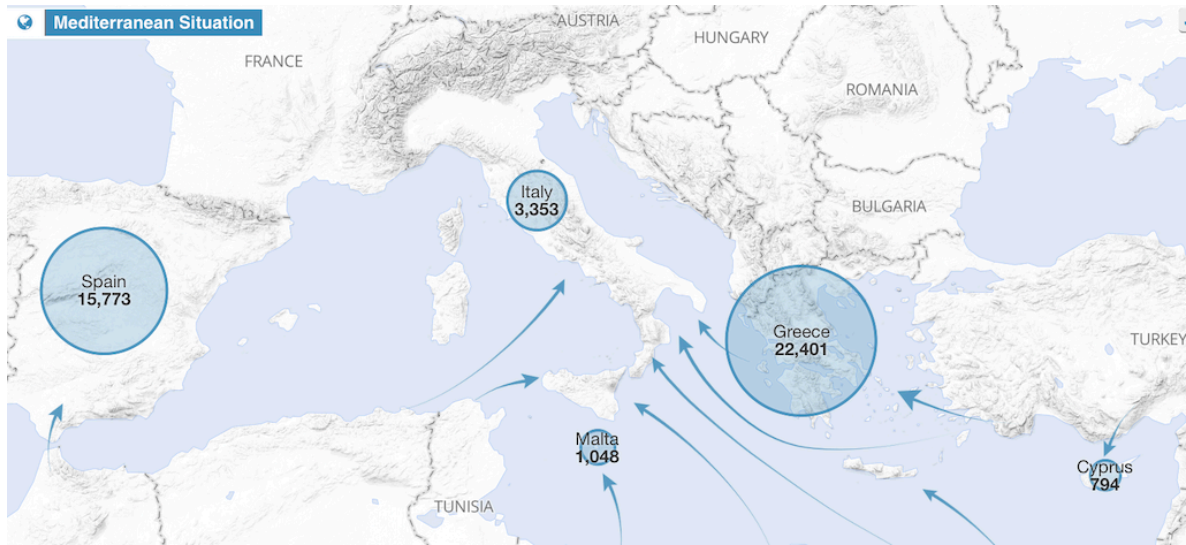 Mediterranean Situation
AUSTRIA
HUNGARY
FRANCE
ROMANIA
Italy
3,353
BULGARIA
Spain
15,773
Greece
22,401
TURKEY
Malta
1,048
Cyprus
794
TUNISIA